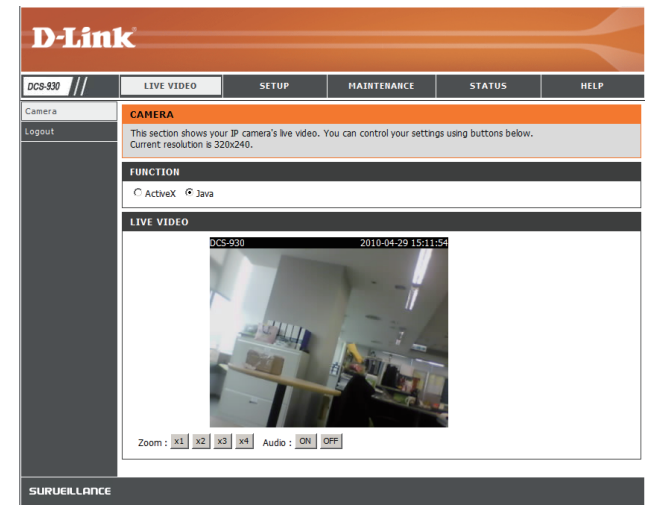 D-Link
DCS-930 // LIVE VIDEO SETUP MAINTENANCE STATUS HELP
Camera
Logout
CAMERA
This section shows your IP camera's live video. You can control your settings using buttons below.
Current resolution is 320x240.
FUNCTION
ActiveX Java
LIVE VIDEO
DCS-930 2010-04-29 15:11:54
Zoom : x1 x2 x3 x4 Audio : ON OFF
SURVEILLANCE